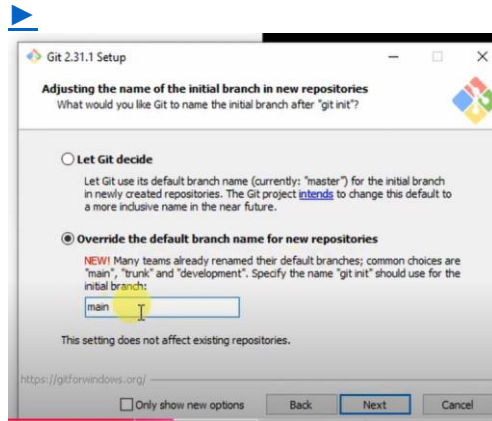 Git 2.31.1 Setup
Adjusting the name of the initial branch in new repositories
What would you like Git to name the initial branch after "git init"?
Let Git decide
Let Git use its default branch name (currently: "master") for the initial branch
in newly created repositories. The Git project intends to change this default to
a more inclusive name in the near future.
Override the default branch name for new repositories
NEW! Many teams already renamed their default branches; common choices are
"main", "trunk" and "development". Specify the name "git init" should use for the
initial branch:
main
This setting does not affect existing repositories.
https://gitforwindows.org/
Only show new options
Back
Next
Cancel